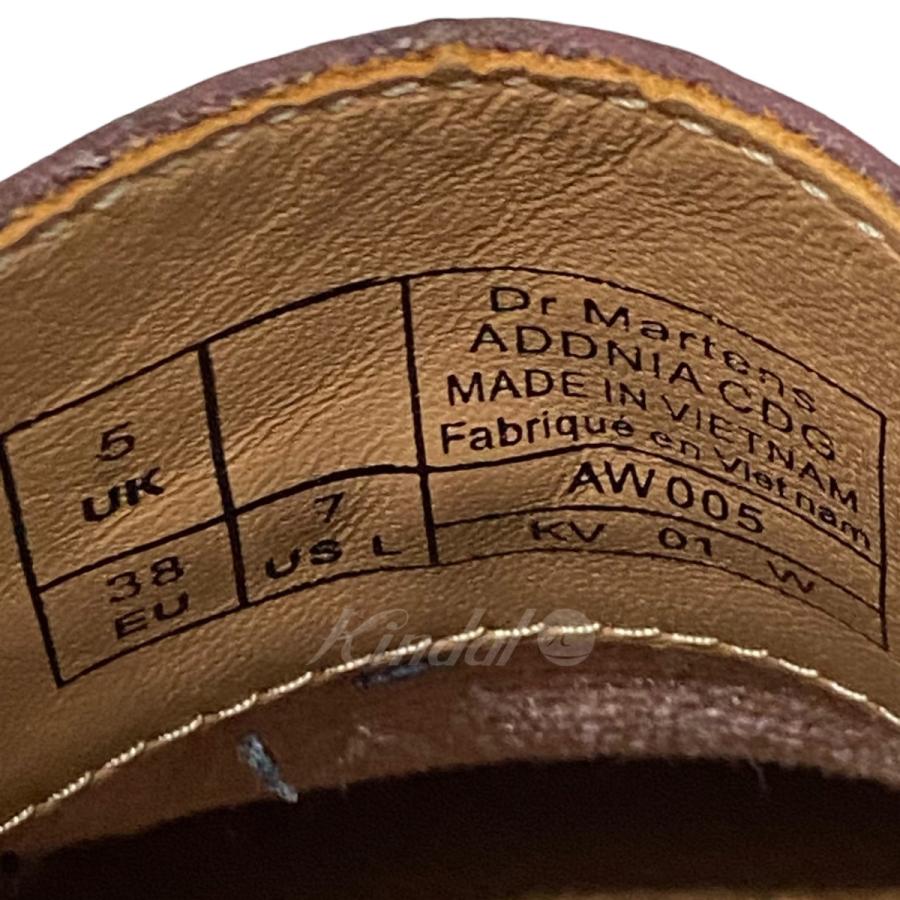 5
UK
38
EU
7
US L
Dr Martens
ADDNIA CDG
MADE IN VIETNAM
Fabriqué en Vietnam
AW005
KV 01 W
Kindal